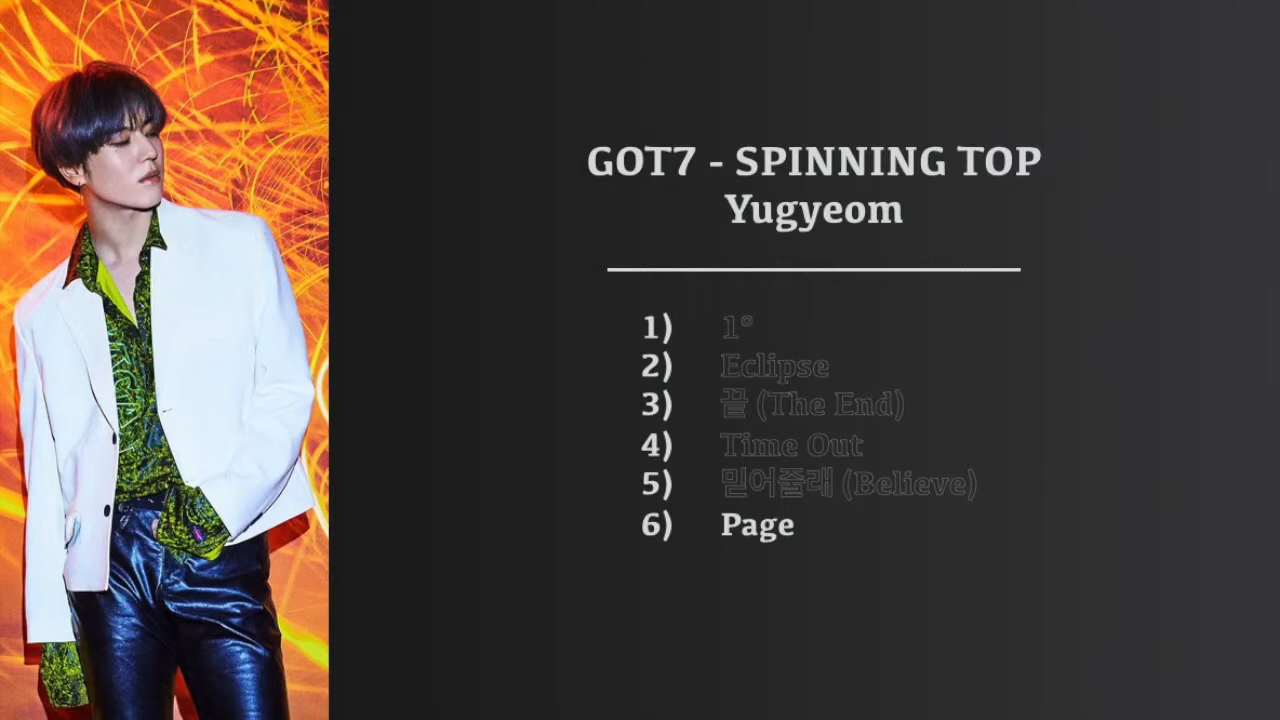 GOT7 - SPINNING TOP
Yugyeom
1) 1°
2) Eclipse
3) 끝 (The End)
4) Time Out
5) 믿어줄래 (Believe)
6) Page